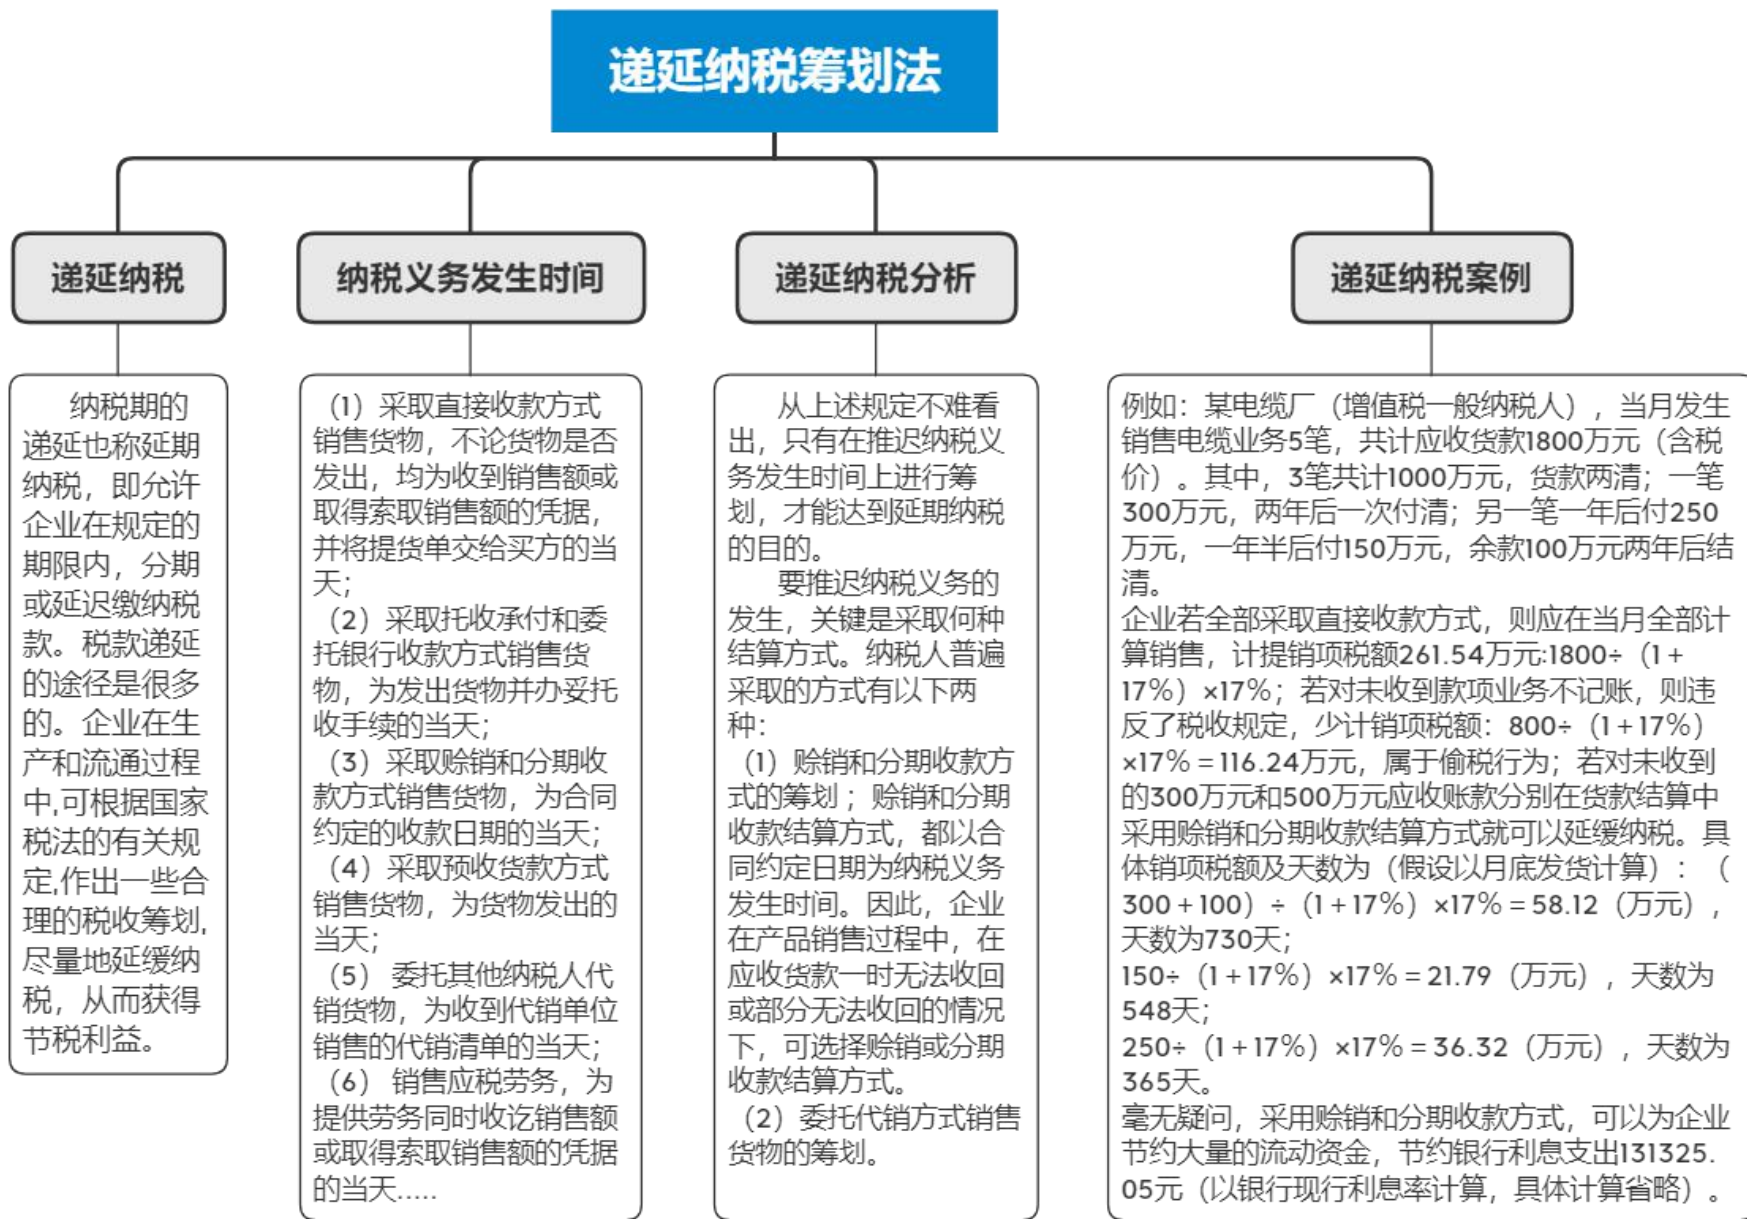 递延纳税筹划法
递延纳税
纳税期的
递延也称延期
纳税，即允许
企业在规定的
期限内，分期
或延迟缴纳税
款。税款递延
的途径是很多
的。企业在生
产和流通过程
中,可根据国家
税法的有关规
定,作出一些合
理的税收筹划,
尽量地延缓纳
税，从而获得
节税利益。
纳税义务发生时间
（1）采取直接收款方式
销售货物，不论货物是否
发出，均为收到销售额或
取得索取销售额的凭据，
并将提货单交给买方的当
天；
（2）采取托收承付和委
托银行收款方式销售货
物，为发出货物并办妥托
收手续的当天；
（3）采取赊销和分期收
款方式销售货物，为合同
约定的收款日期的当天；
（4）采取预收货款方式
销售货物，为货物发出的
当天；
（5） 委托其他纳税人代
销货物，为收到代销单位
销售的代销清单的当天；
（6） 销售应税劳务，为
提供劳务同时收讫销售额
或取得索取销售额的凭据
的当天.....
递延纳税分析
从上述规定不难看
出，只有在推迟纳税义
务发生时间上进行筹
划，才能达到延期纳税
的目的。
要推迟纳税义务的
发生，关键是采取何种
结算方式。纳税人普遍
采取的方式有以下两
种：
（1）赊销和分期收款方
式的筹划 ；赊销和分期
收款结算方式，都以合
同约定日期为纳税义务
发生时间。因此，企业
在产品销售过程中，在
应收货款一时无法收回
或部分无法收回的情况
下，可选择赊销或分期
收款结算方式。
（2）委托代销方式销售
货物的筹划。
递延纳税案例
例如：某电缆厂（增值税一般纳税人），当月发生
销售电缆业务5笔，共计应收货款1800万元（含税
价）。其中，3笔共计1000万元，货款两清；一笔
300万元，两年后一次付清；另一笔一年后付250
万元，一年半后付150万元，余款100万元两年后结
清。
企业若全部采取直接收款方式，则应在当月全部计
算销售，计提销项税额261.54万元:1800÷（1+
17%）×17%；若对未收到款项业务不记账，则违
反了税收规定，少计销项税额：800÷（1+17%）
×17%=116.24万元，属于偷税行为；若对未收到
的300万元和500万元应收账款分别在货款结算中
采用赊销和分期收款结算方式就可以延缓纳税。具
体销项税额及天数为（假设以月底发货计算）：（
300+100）÷（1+17%）×17%=58.12（万元），
天数为730天；
150÷（1+17%）×17%=21.79（万元），天数为
548天；
250÷（1+17%）×17%=36.32（万元），天数为
365天。
毫无疑问，采用赊销和分期收款方式，可以为企业
节约大量的流动资金，节约银行利息支出131325.
05元（以银行现行利息率计算，具体计算省略）。